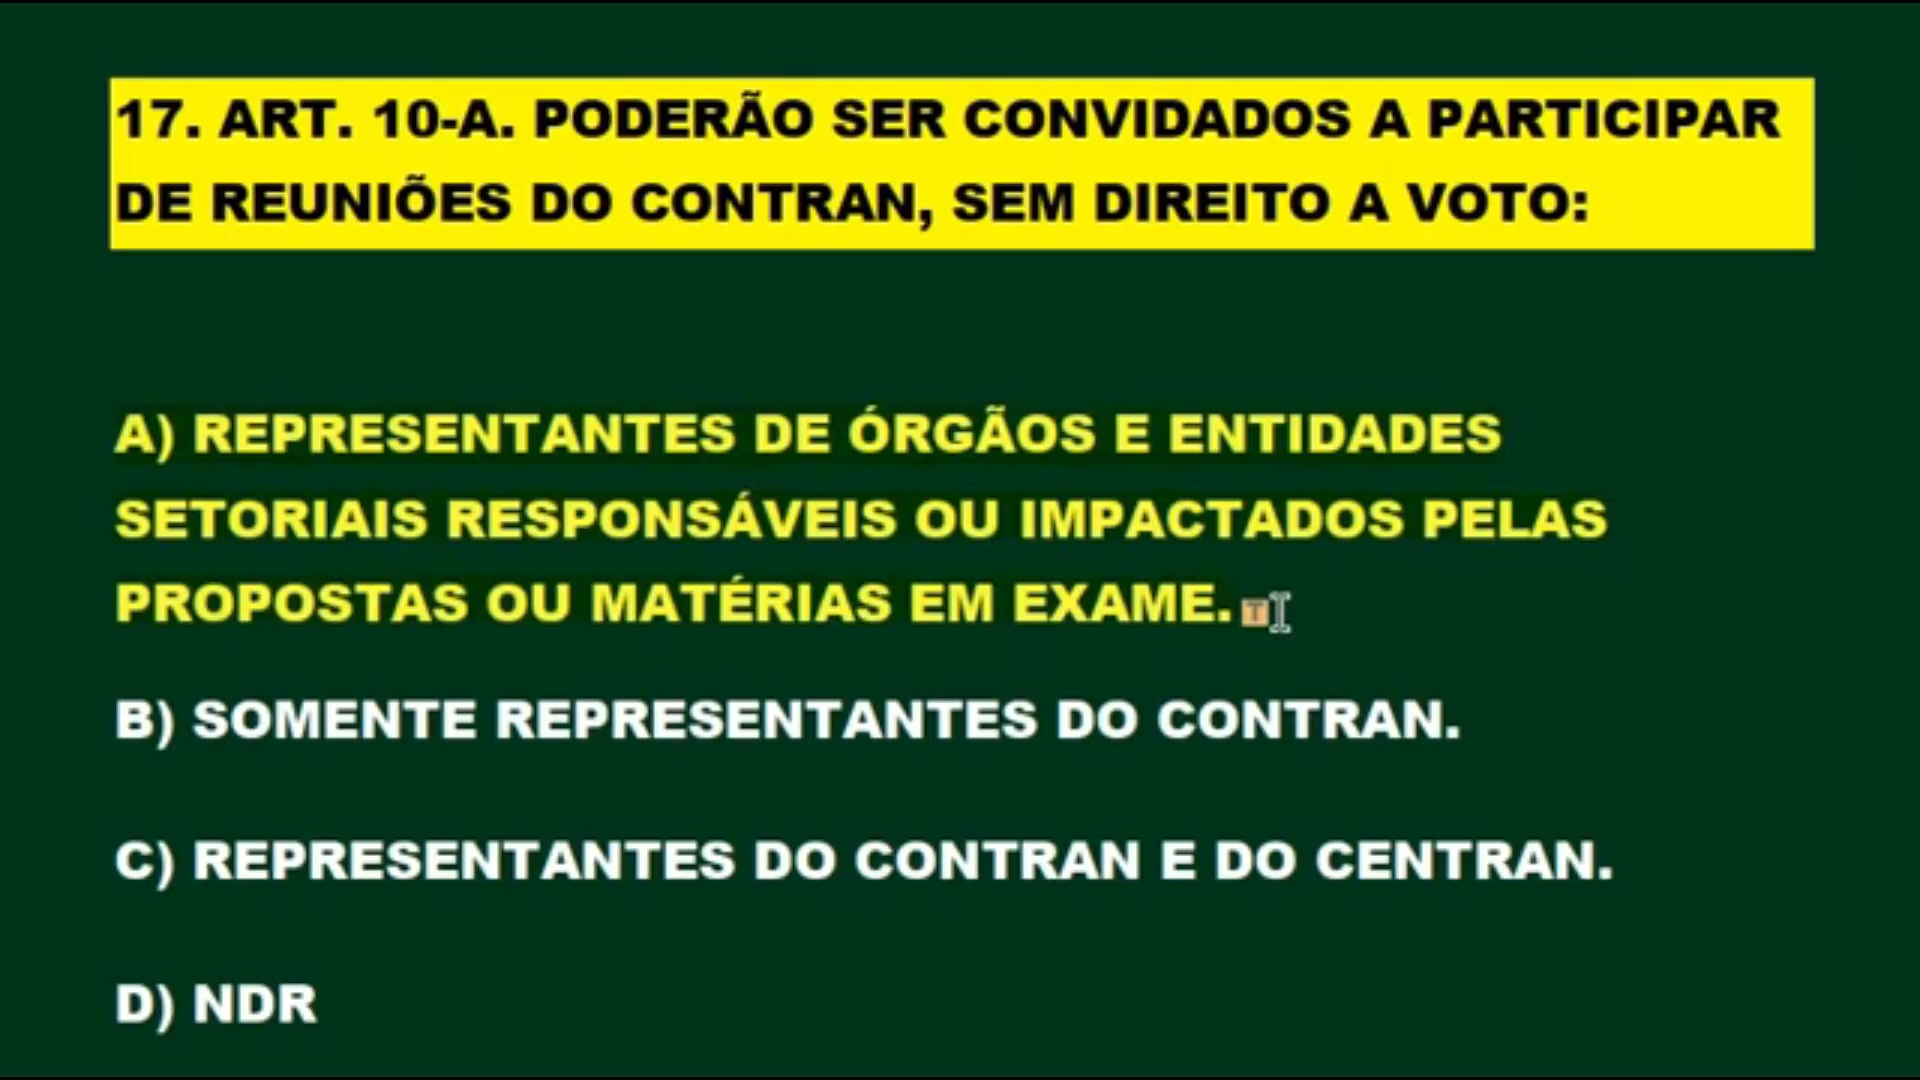 17. ART. 10-A. PODERÃO SER CONVIDADOS A PARTICIPAR
DE REUNIÕES DO CONTRAN, SEM DIREITO A VOTO:
A) REPRESENTANTES DE ÓRGÃOS E ENTIDADES
SETORIAIS RESPONSÁVEIS OU IMPACTADOS PELAS
PROPOSTAS OU MATÉRIAS EM EXAME.
B) SOMENTE REPRESENTANTES DO CONTRAN.
C) REPRESENTANTES DO CONTRAN E DO CENTRAN.
D) NDR